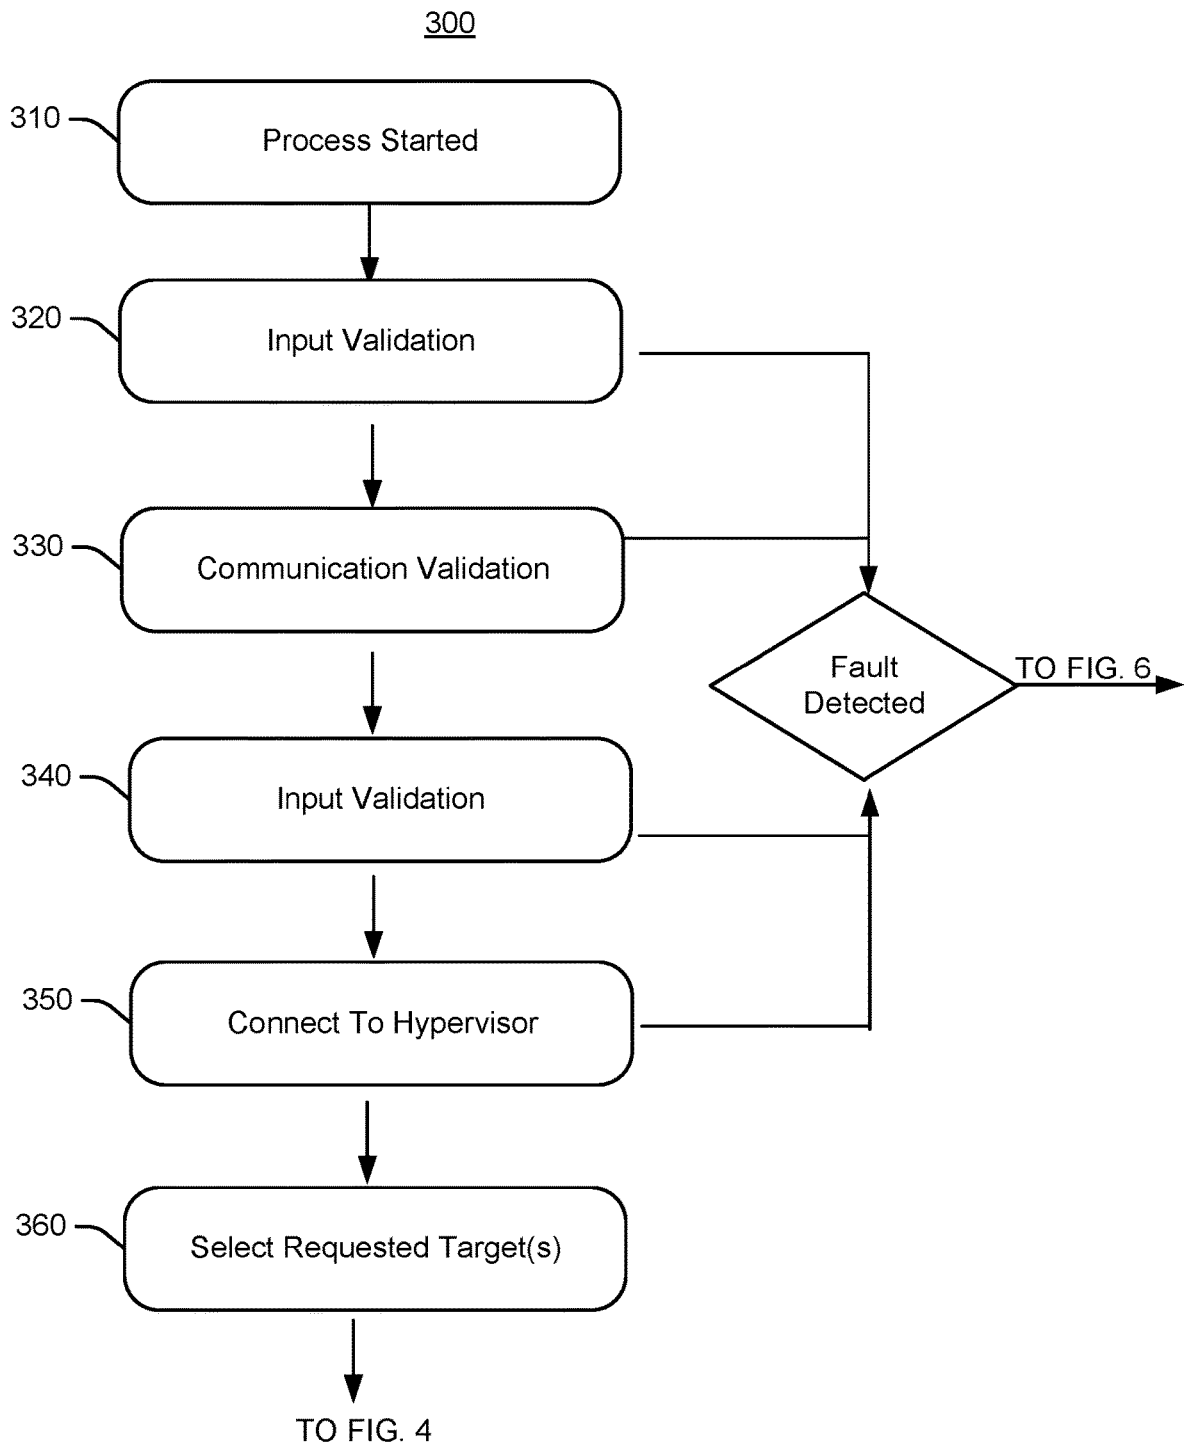 300
310
Process Started
320
Input Validation
330
Communication Validation
Fault
Detected
TO FIG. 6
340
Input Validation
350
Connect To Hypervisor
360
Select Requested Target(s)
TO FIG. 4